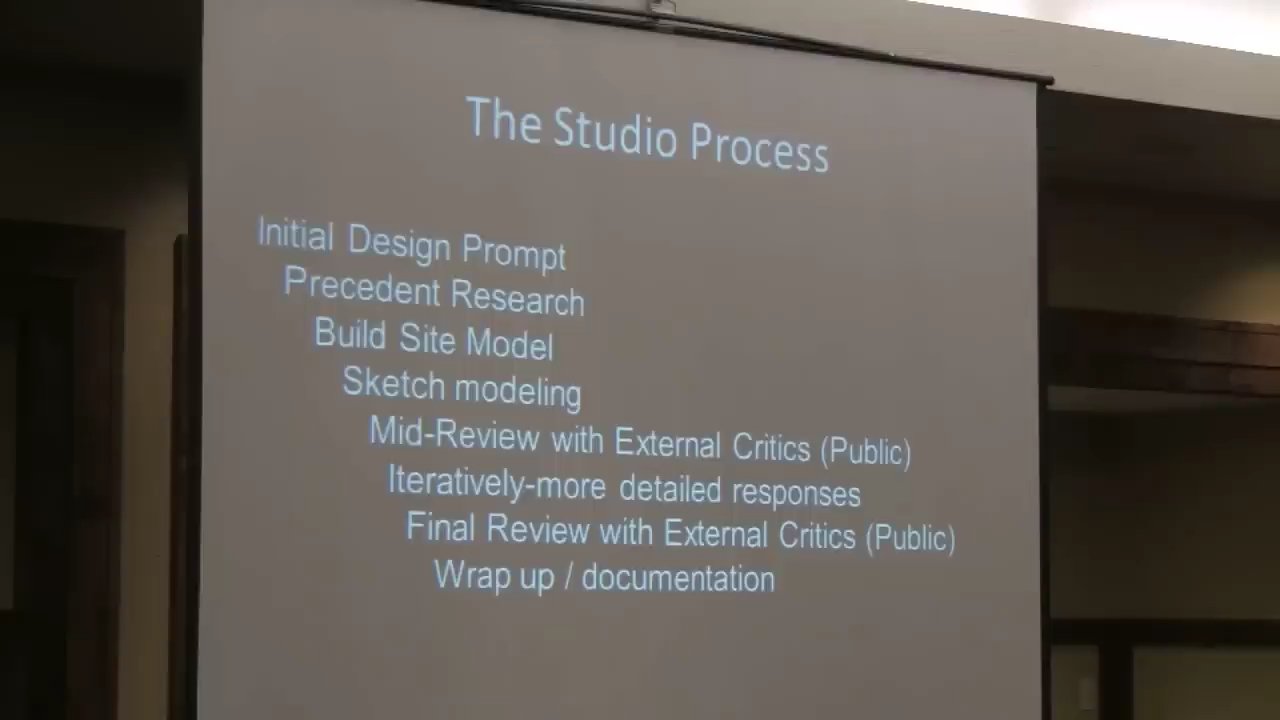 The Studio Process
Initial Design Prompt
Precedent Research
Build Site Model
Sketch modeling
Mid-Review with External Critics (Public)
Iteratively-more detailed responses
Final Review with External Critics (Public)
Wrap up / documentation